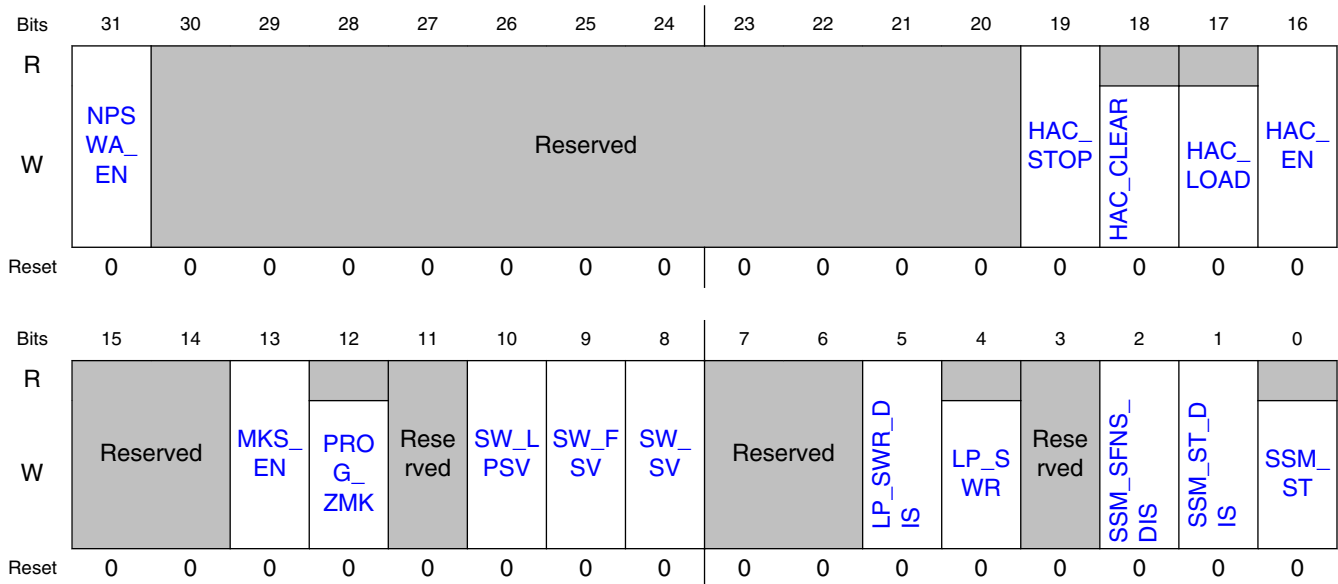 Bits 31 30 29 28 27 26 25 24 23 22 21 20 19 18 17 16
R
W
NPS
WA_
EN
Reserved
HAC_
STOP
HAC_CLEAR
HAC_
LOAD
HAC_
EN
Reset 0 0 0 0 0 0 0 0 0 0 0 0 0 0 0 0
Bits 15 14 13 12 11 10 9 8 7 6 5 4 3 2 1 0
R
W
Reserved
MKS_
EN
PRO
G_
ZMK
Rese
rved
SW_L
PSV
SW_F
SV
SW_
SV
Reserved
LP_SWR_D
IS
LP_S
WR
Rese
rved
SSM_SFNS_
DIS
SSM_ST_D
IS
SSM_
ST
Reset 0 0 0 0 0 0 0 0 0 0 0 0 0 0 0 0